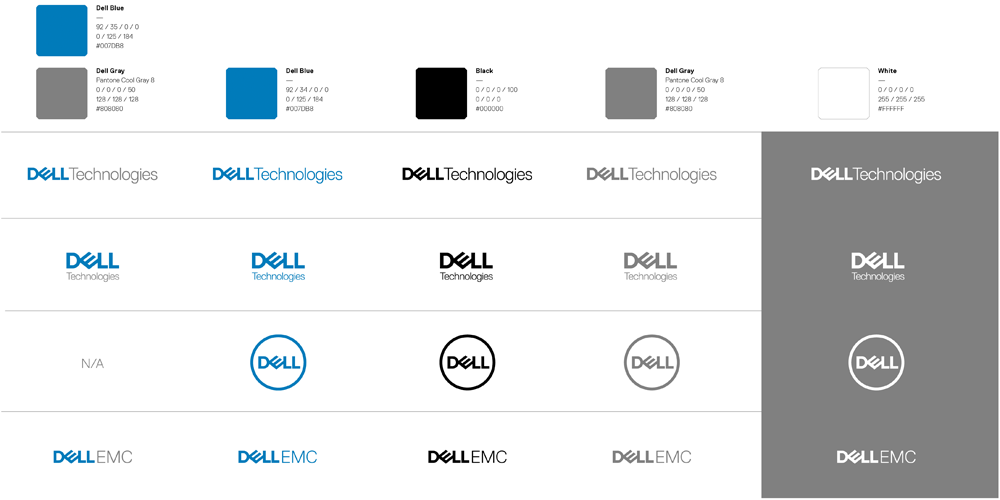 Dell Blue
—
92 / 35 / 0 / 0
0 / 125 / 184
#007DB8
Dell Gray
Pantone Cool Gray 8
0 / 0 / 0 / 50
128 / 128 / 128
#808080
Dell Blue
—
92 / 34 / 0 / 0
0 / 125 / 184
#007DB8
Black
—
0 / 0 / 0 / 100
0 / 0 / 0
#000000
Dell Gray
Pantone Cool Gray 8
0 / 0 / 0 / 50
128 / 128 / 128
#808080
White
—
0 / 0 / 0 / 0
255 / 255 / 255
#FFFFFF
DELLTechnologies
DELLTechnologies
DELLTechnologies
DELLTechnologies
DELLTechnologies
DELL
Technologies
DELL
Technologies
DELL
Technologies
DELL
Technologies
DELL
Technologies
N/A
DELL
DELL
DELL
DELL
DELLEMC
DELLEMC
DELLEMC
DELLEMC
DELLEMC